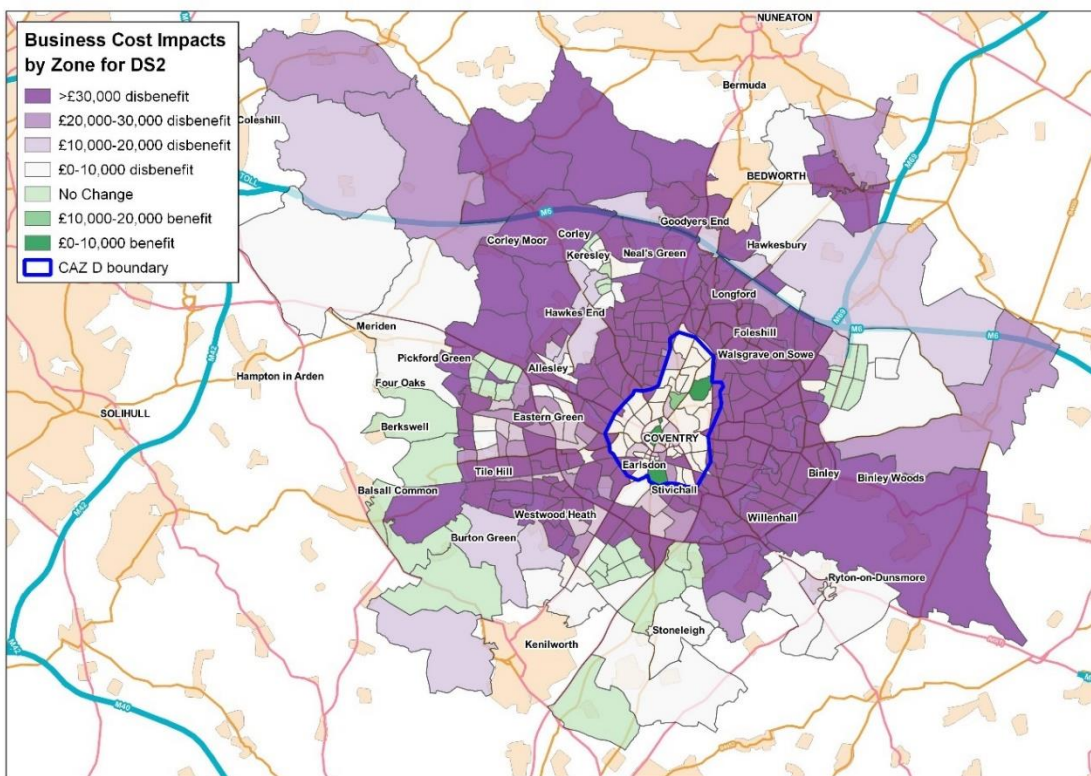 Business Cost Impacts
by Zone for DS2
>£30,000 disbenefit
£20,000-30,000 disbenefit
£10,000-20,000 disbenefit
£0-10,000 disbenefit
No Change
£10,000-20,000 benefit
£0-10,000 benefit
CAZ D boundary
NUNEATON
Bermuda
Coleshill
M69
TOLL
BEDWORTH
M6
Goodyers End
Corley
Corley Moor
Hawkesbury
Keresley
Neal's Green
Longford
M69
Hawkes End
M6
M6
Foleshill
Meriden
Walsgrave on Sowe
M42
Pickford Green
Allesley
Hampton in Arden
Four Oaks
SOLIHULL
Eastern Green
Berkswell
COVENTRY
Earlsdon
Tile Hill
Binley
Binley Woods
Balsall Common
Stivichall
M42
Westwood Heath
Willenhall
Burton Green
Ryton-on-Dunsmore
Stoneleigh
Kenilworth
M42
M40